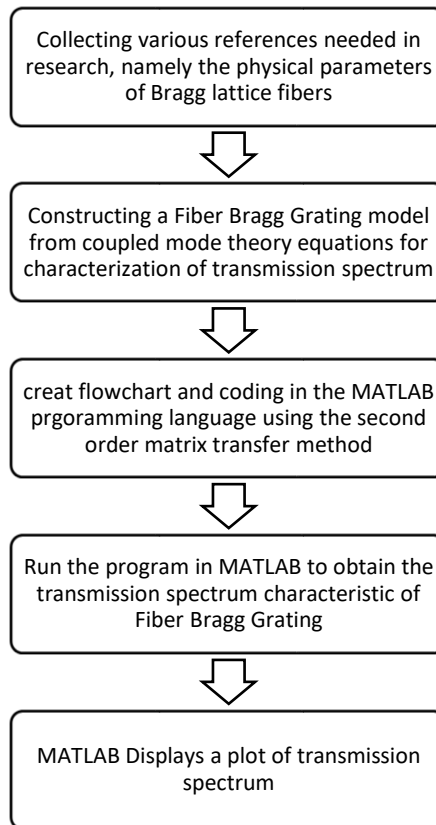 Collecting various references needed in
research, namely the physical parameters
of Bragg lattice fibers
Constructing a Fiber Bragg Grating model
from coupled mode theory equations for
characterization of transmission spectrum
creat flowchart and coding in the MATLAB
prgoramming language using the second
order matrix transfer method
Run the program in MATLAB to obtain the
transmission spectrum characteristic of
Fiber Bragg Grating
MATLAB Displays a plot of transmission
spectrum